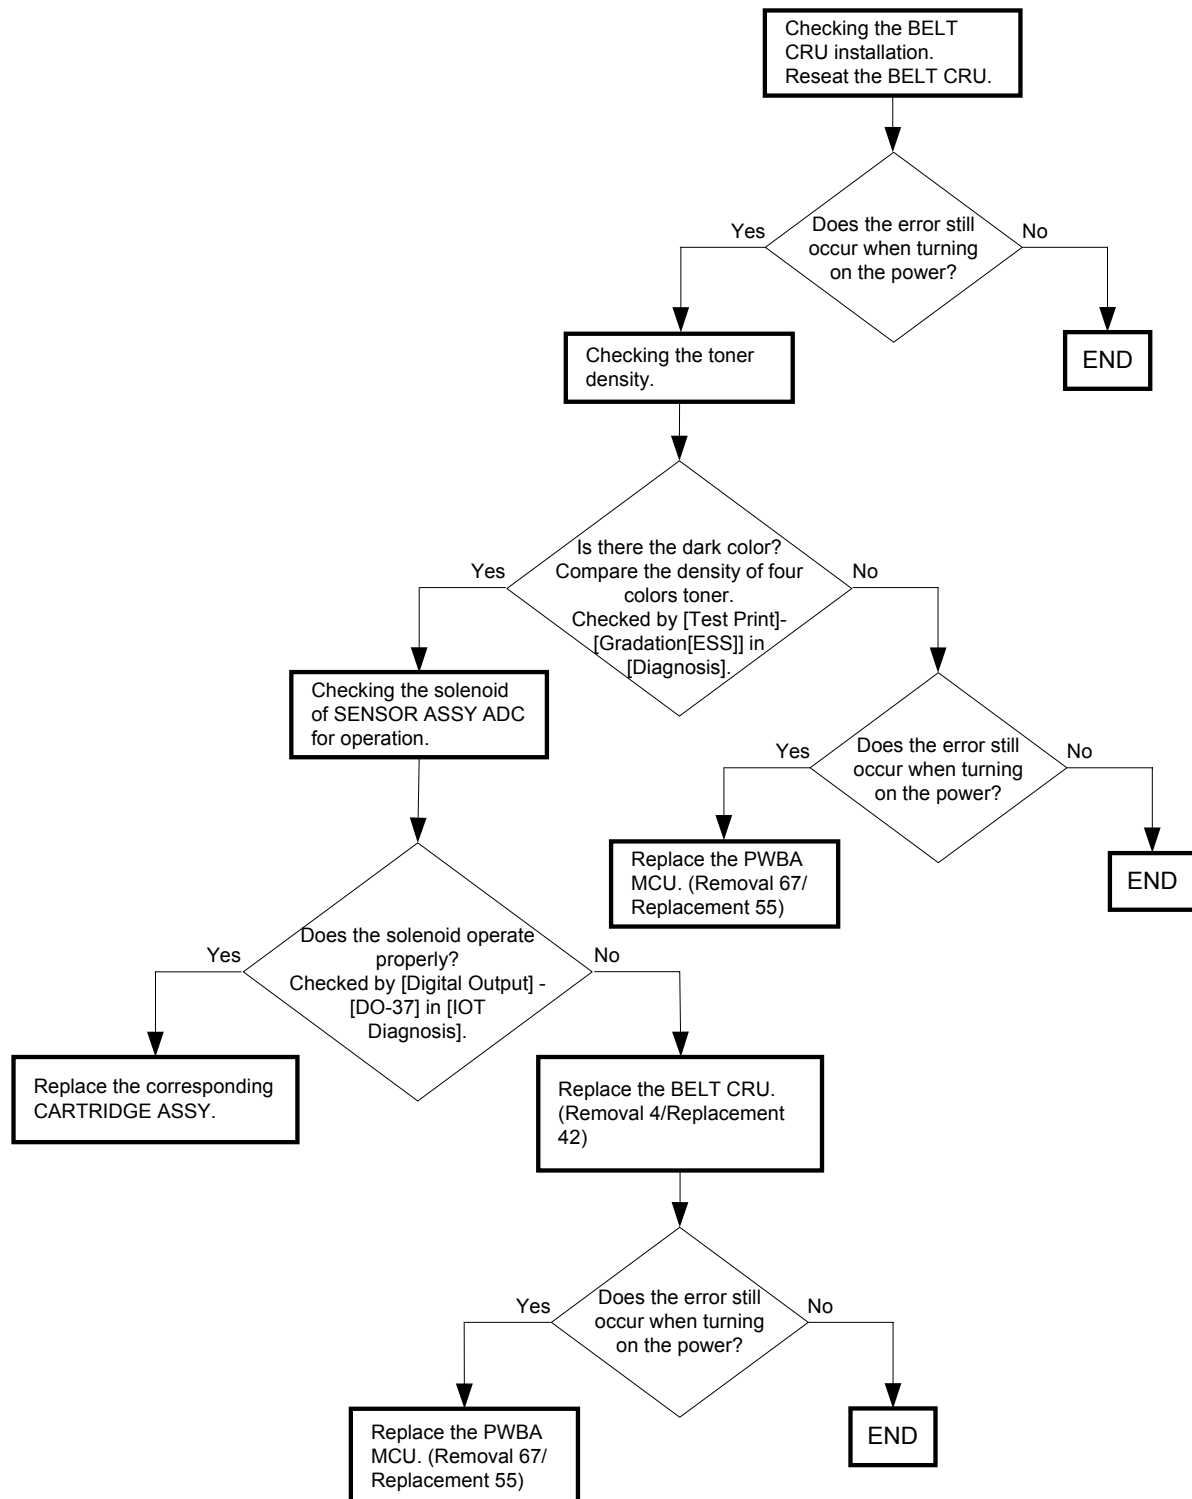 Checking the BELT
CRU installation.
Reseat the BELT CRU.
Does the error still
occur when turning
on the power?
Yes
No
Checking the toner
density.
END
Is there the dark color?
Compare the density of four
colors toner.
Checked by [Test Print]-
[Gradation[ESS]] in
[Diagnosis].
Yes
No
Checking the solenoid
of SENSOR ASSY ADC
for operation.
Does the error still
occur when turning
on the power?
Yes
No
Replace the PWBA
MCU. (Removal 67/
Replacement 55)
END
Does the solenoid operate
properly?
Checked by [Digital Output] -
[DO-37] in [IOT
Diagnosis].
Yes
No
Replace the corresponding
CARTRIDGE ASSY.
Replace the BELT CRU.
(Removal 4/Replacement
42)
Does the error still
occur when turning
on the power?
Yes
No
Replace the PWBA
MCU. (Removal 67/
Replacement 55)
END